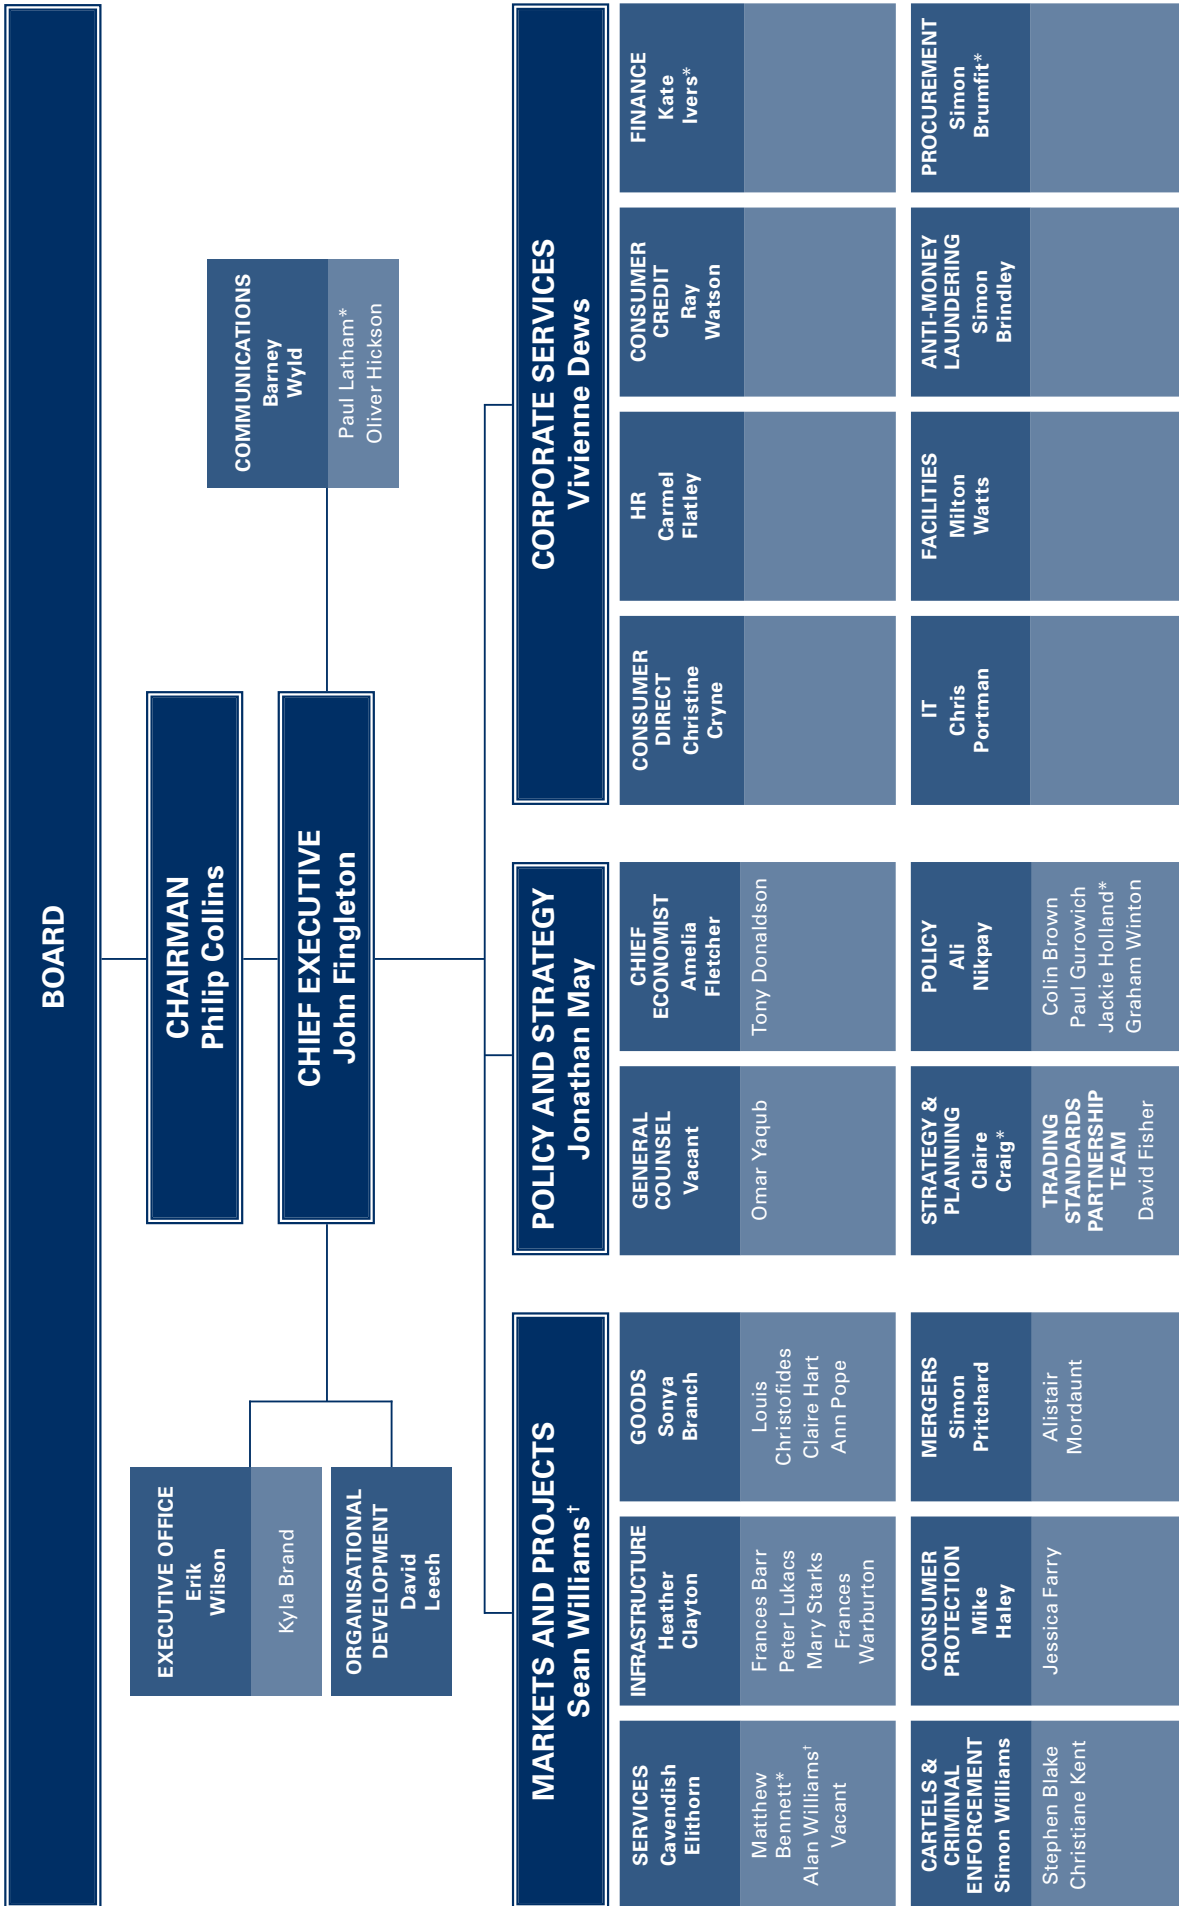 BOARD
CHAIRMAN
Philip Collins
CHIEF EXECUTIVE
John Fingleton
EXECUTIVE OFFICE
Erik
Wilson
Kyla Brand
ORGANISATIONAL
DEVELOPMENT
David
Leech
COMMUNICATIONS
Barney
Wyld
Paul Latham*
Oliver Hickson
MARKETS AND PROJECTS
Sean Williams†
SERVICES
Cavendish
Elithorn
Matthew
Bennett*
Alan Williams†
Vacant
INFRASTRUCTURE
Heather
Clayton
Frances Barr
Peter Lukacs
Mary Starks
Frances
Warburton
GOODS
Sonya
Branch
Louis
Christofides
Claire Hart
Ann Pope
CARTELS &
CRIMINAL
ENFORCEMENT
Simon Williams
Stephen Blake
Christiane Kent
CONSUMER
PROTECTION
Mike
Haley
Jessica Farry
MERGERS
Simon
Pritchard
Alistair
Mordaunt
POLICY AND STRATEGY
Jonathan May
GENERAL
COUNSEL
Vacant
Omar Yaqub
CHIEF
ECONOMIST
Amelia
Fletcher
Tony Donaldson
STRATEGY &
PLANNING
Claire
Craig*
TRADING
STANDARDS
PARTNERSHIP
TEAM
David Fisher
POLICY
Ali
Nikpay
Colin Brown
Paul Gurowich
Jackie Holland*
Graham Winton
CORPORATE SERVICES
Vivienne Dews
CONSUMER
DIRECT
Christine
Cryne
HR
Carmel
Flatley
CONSUMER
CREDIT
Ray
Watson
FINANCE
Kate
Ivers*
IT
Chris
Portman
FACILITIES
Milton
Watts
ANTI-MONEY
LAUNDERING
Simon
Brindley
PROCUREMENT
Simon
Brumfit*